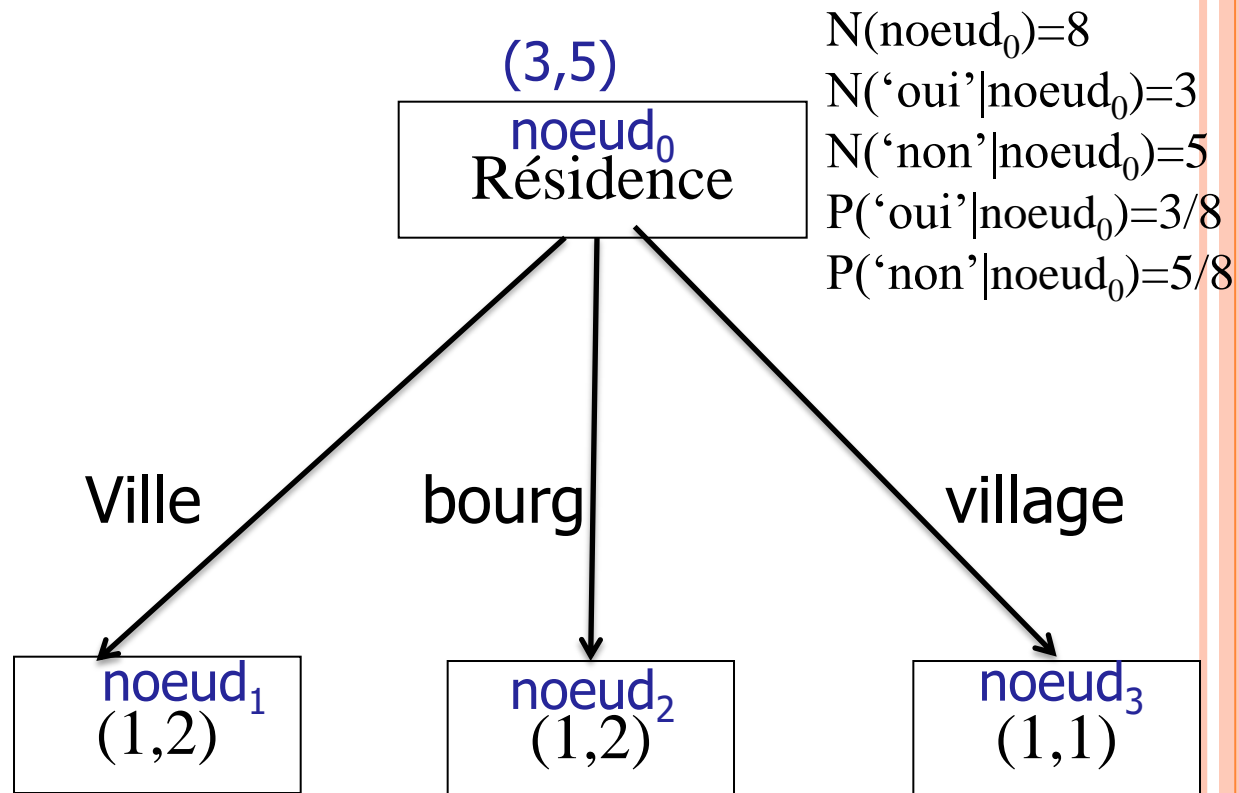 (3,5)
noeud₀
Résidence
N(noeud₀)=8
N(‘oui’|noeud₀)=3
N(‘non’|noeud₀)=5
P(‘oui’|noeud₀)=3/8
P(‘non’|noeud₀)=5/8
Ville bourg village
noeud₁
(1,2)
noeud₂
(1,2)
noeud₃
(1,1)